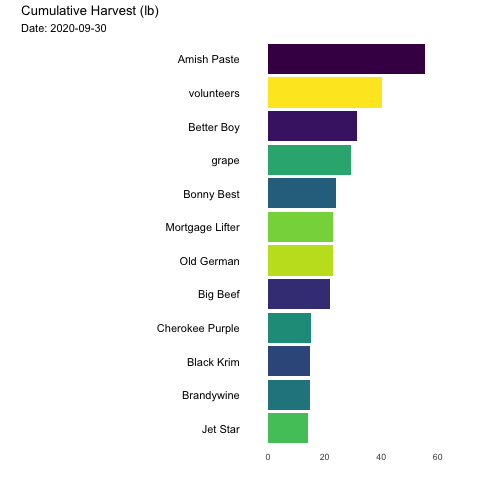 Cumulative Harvest (lb)
Date: 2020-09-30
Amish Paste
volunteers
Better Boy
grape
Bonny Best
Mortgage Lifter
Old German
Big Beef
Cherokee Purple
Black Krim
Brandywine
Jet Star
0 20 40 60